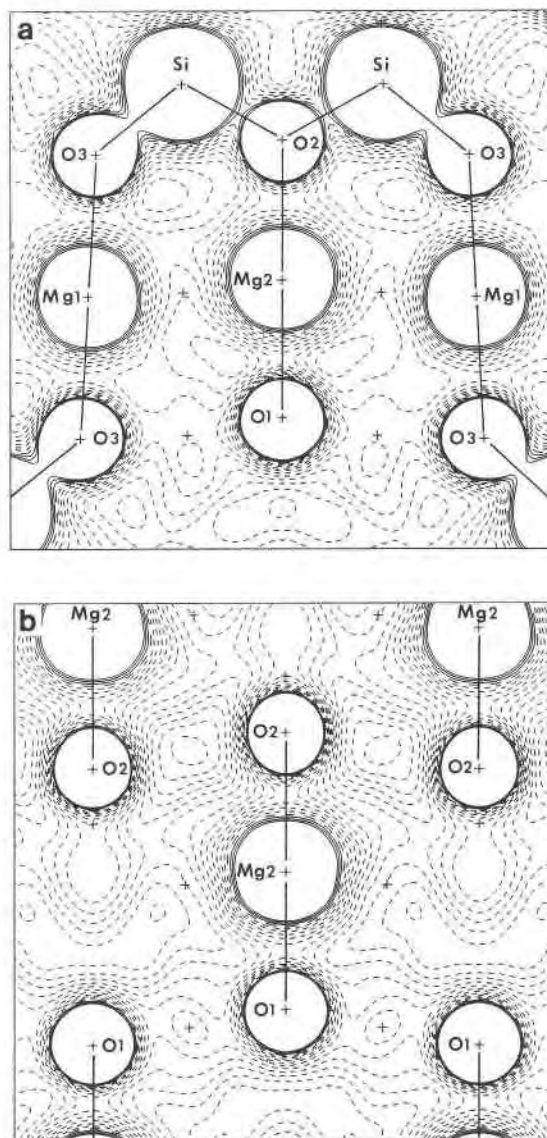 a
Si Si
O3 O2 O3
Mg1 Mg2 Mg1
O3 O1 O3
b
Mg2 Mg2
O2 O2 O2
Mg2
O1 O1 O1